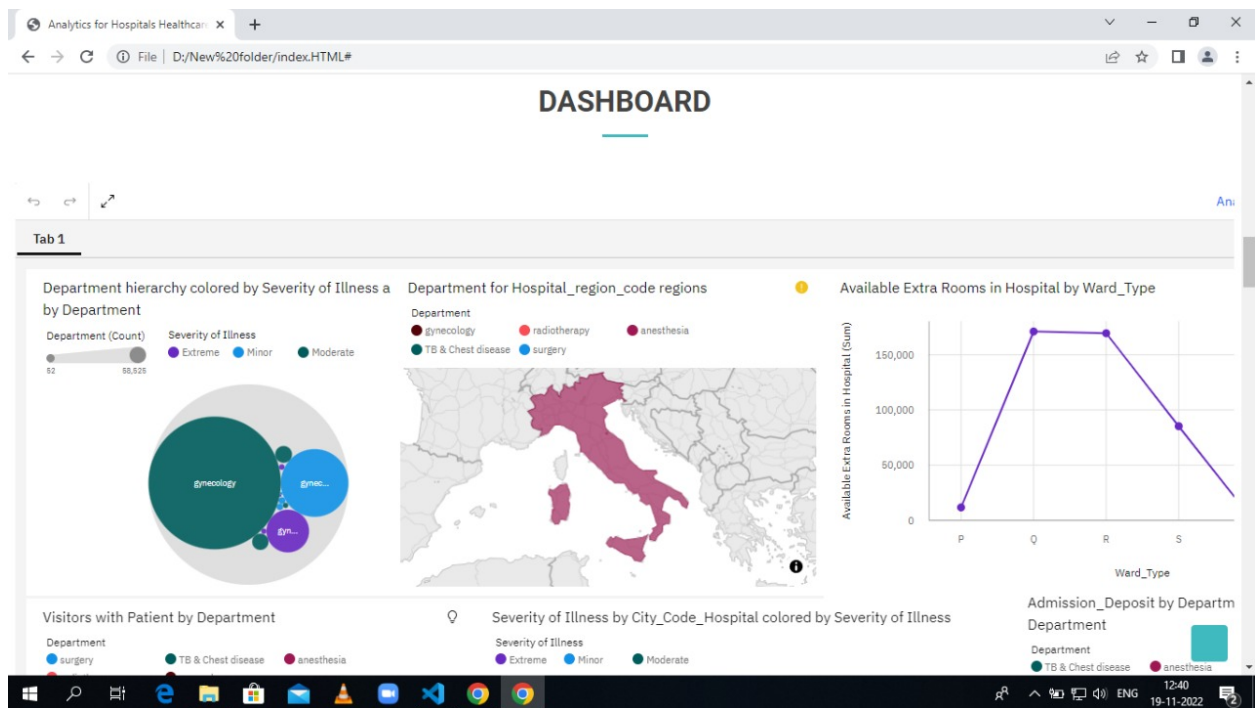 Analytics for Hospitals Healthcare
File | D:/New%20folder/index.HTML#
DASHBOARD
Ana
Tab 1
Department hierarchy colored by Severity of Illness a
by Department
Department (Count)
52
58,525
Severity of Illness
Extreme Minor Moderate
gynecology
gynec...
gyn...
Department for Hospital_region_code regions
Department
gynecology radiotherapy anesthesia
TB & Chest disease surgery
Available Extra Rooms in Hospital by Ward_Type
Available Extra Rooms in Hospital (Sum)
150,000
100,000
50,000
0
P Q R S
Ward_Type
Visitors with Patient by Department
Department
surgery TB & Chest disease anesthesia
Severity of Illness by City_Code_Hospital colored by Severity of Illness
Severity of Illness
Extreme Minor Moderate
Admission_Deposit by Departm
Department
Department
TB & Chest disease anesthesia
ENG
12:40
19-11-2022
2